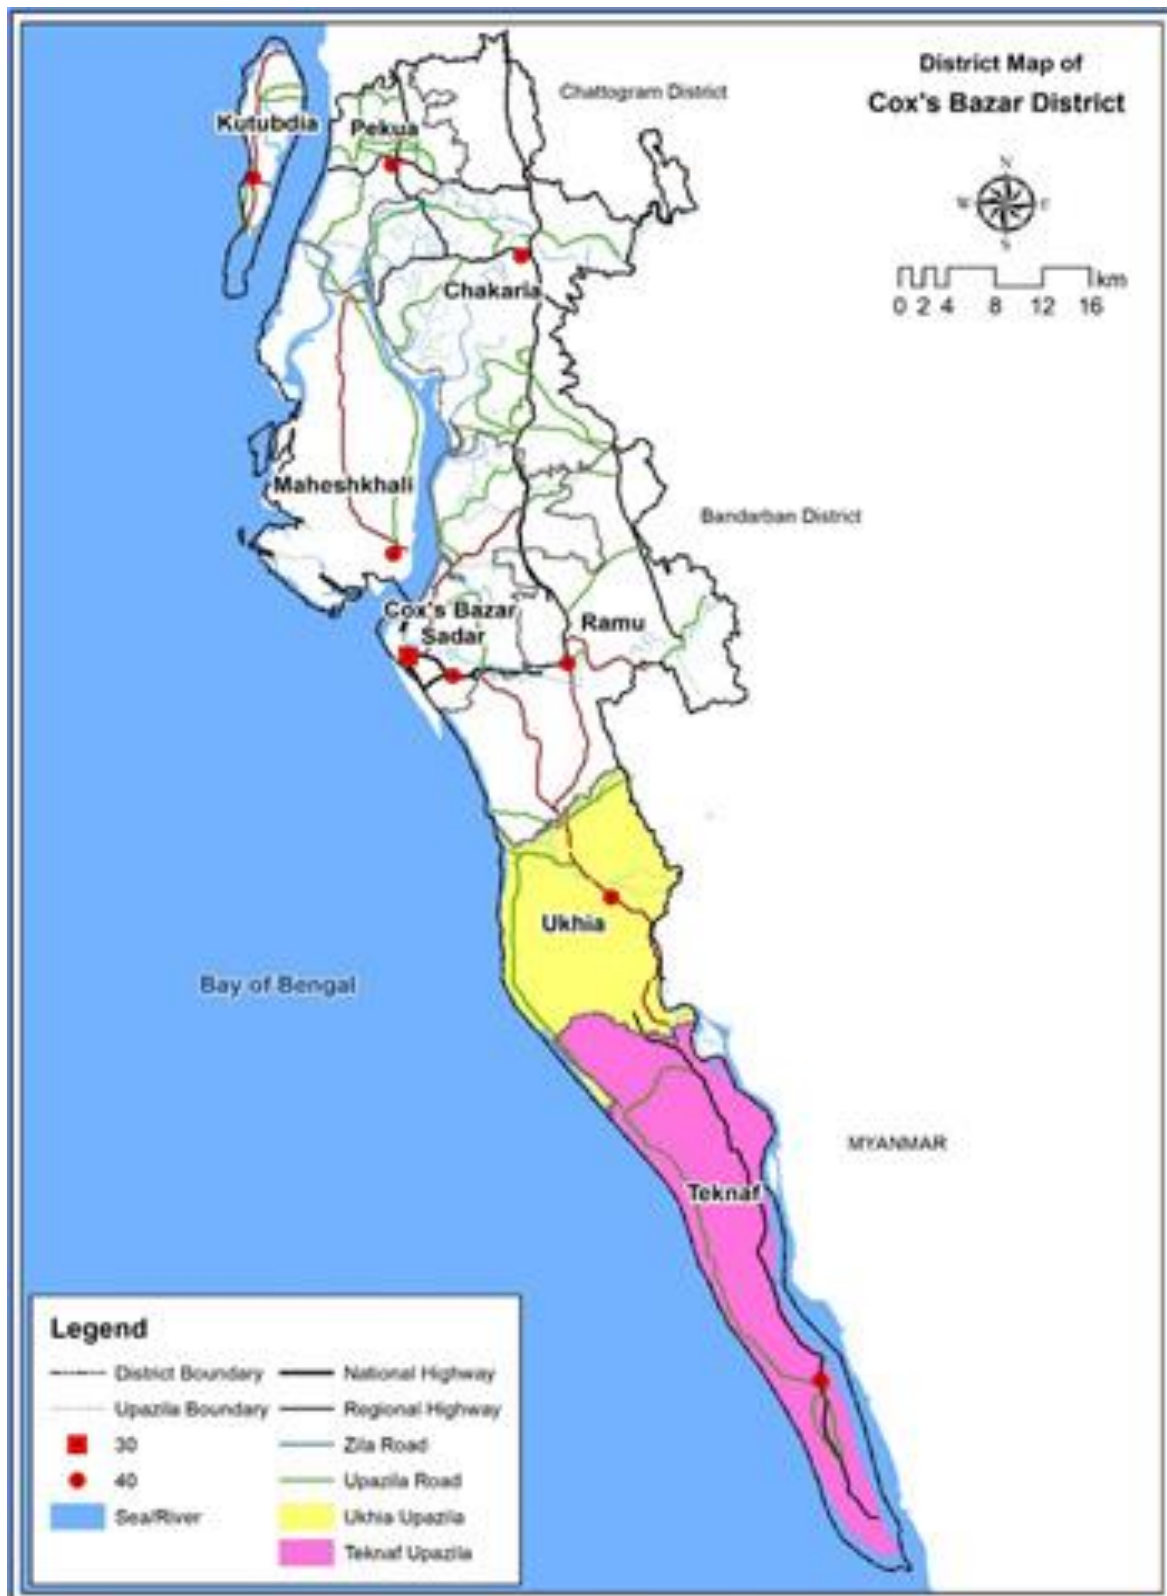 District Map of
Cox's Bazar District
Chattogram District
Kutubdia
Pekua
N
W
E
S
km
0 2 4 8 12 16
Chakaria
Maheshkhali
Bandarban District
Cox's Bazar
Sadar
Ramu
Ukhia
Bay of Bengal
MYANMAR
Teknaf
Legend
District Boundary
Upazila Boundary
30
40
Sea/River
National Highway
Regional Highway
Zila Road
Upazila Road
Ukhia Upazila
Teknaf Upazila